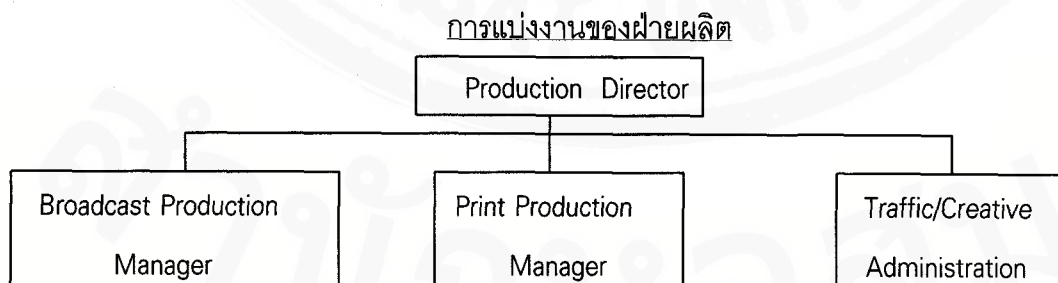 การแบ่งงานของฝ่ายผลิต
Production Director
Broadcast Production
Manager
Print Production
Manager
Traffic/Creative
Administration